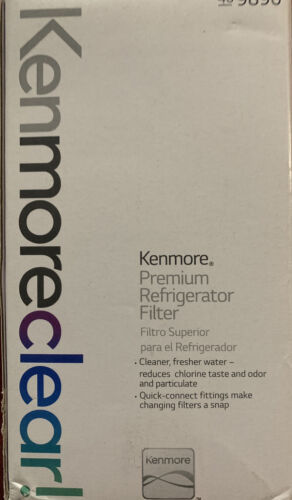 Kenmoreclear!
Kenmore®
Premium
Refrigerator
Filter
Filtro Superior
para el Refrigerador
• Cleaner, fresher water –
reduces chlorine taste and odor
and particulate
• Quick-connect fittings make
changing filters a snap
Kenmore